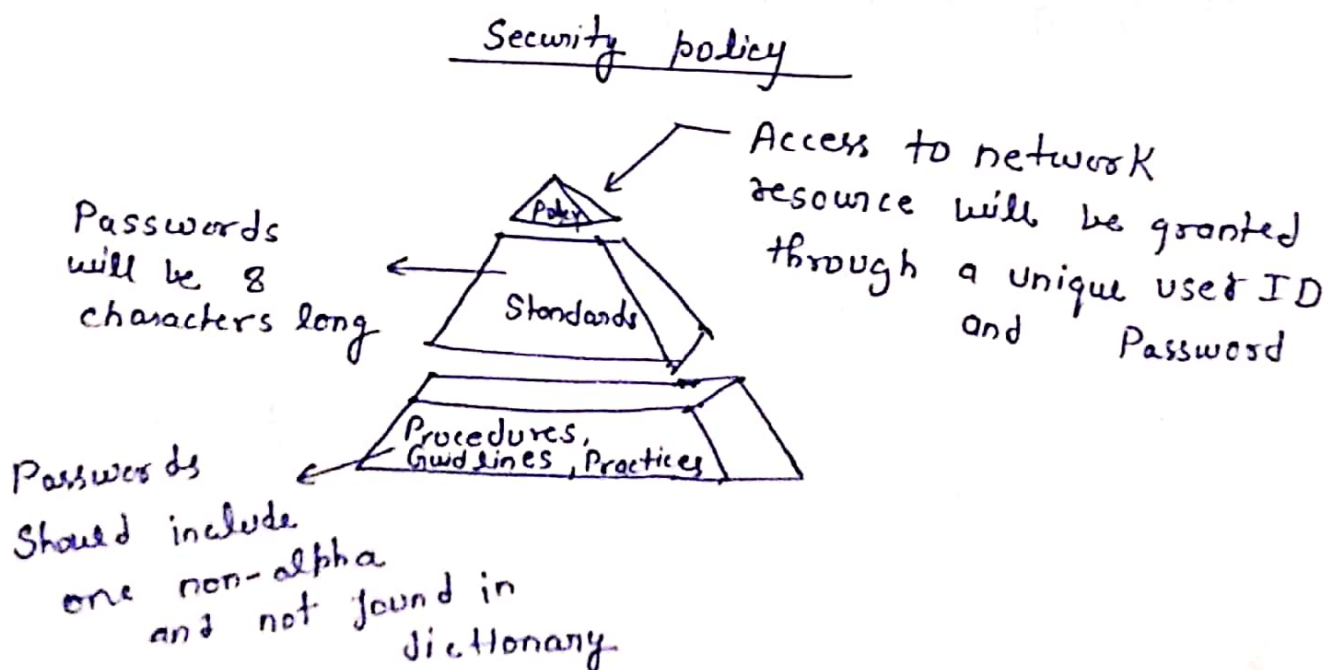 Security policy
Access to network
resource will be granted
through a unique user ID
and Password
Policy
Passwords
will be 8
characters long
Standards
Procedures,
Guidlines, Practices
Passwords
Should include
one non-alpha
and not found in
dictionary